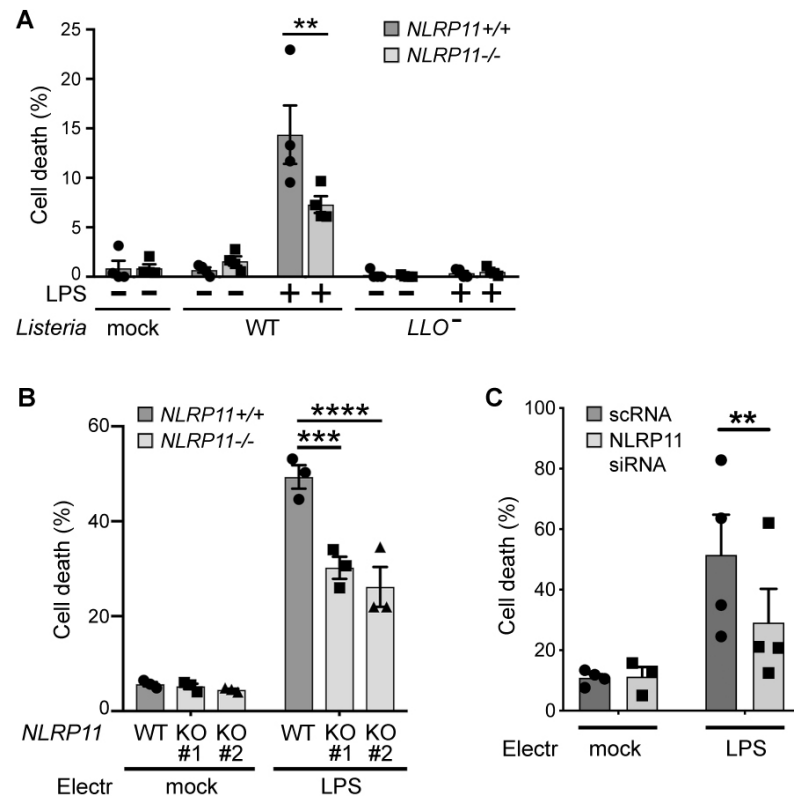 A
25
20
15
10
5
0
Cell death (%)
**
NLRP11+/+
NLRP11-/-
LPS − − − − + + − − + +
Listeria mock WT LLO⁻
B
60
40
20
0
Cell death (%)
NLRP11+/+
NLRP11-/-
****
***
NLRP11 WT KO KO WT KO KO
#1 #2 #1 #2
Electr mock LPS
C
100
80
60
40
20
0
Cell death (%)
scRNA
NLRP11
siRNA
**
Electr mock LPS